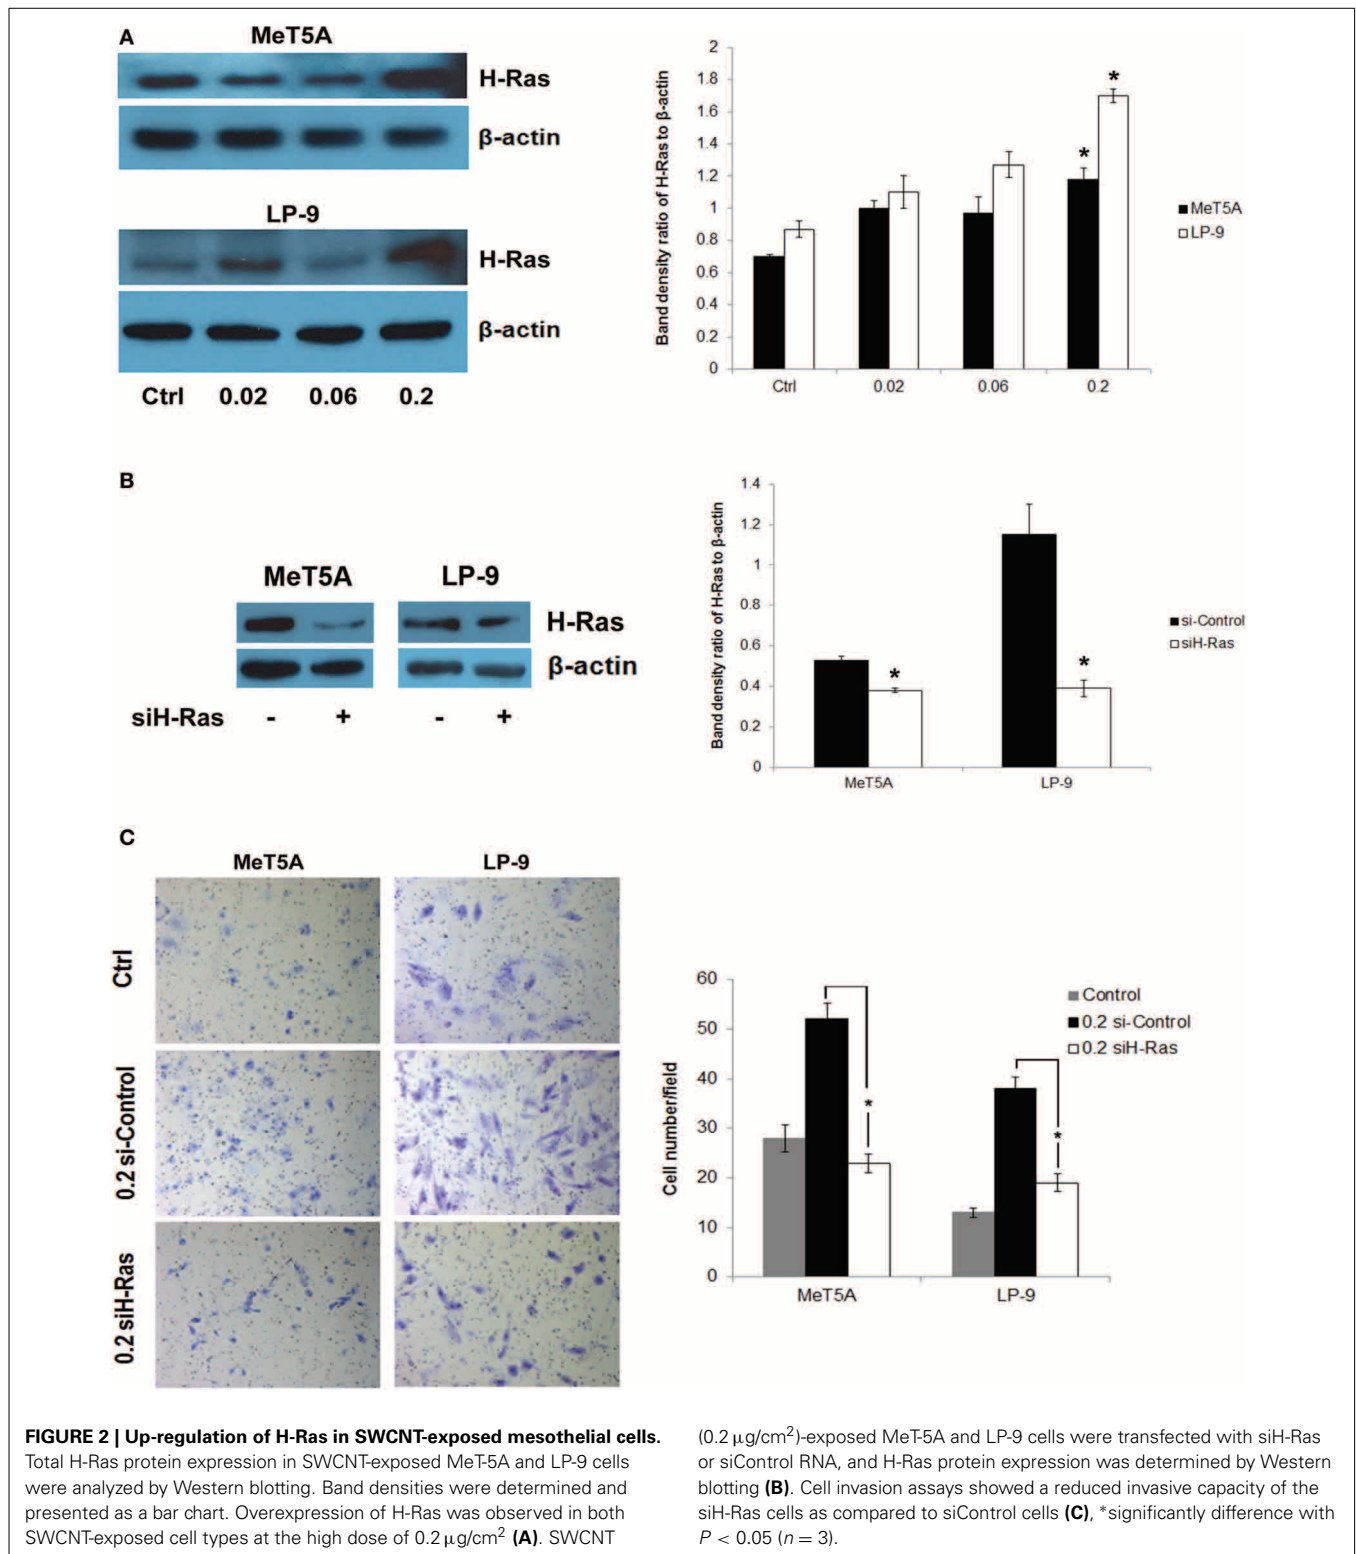 A
MeT5A
H-Ras
β-actin
LP-9
H-Ras
β-actin
Ctrl 0.02 0.06 0.2
Band density ratio of H-Ras to β-actin
2
1.8
1.6
1.4
1.2
1
0.8
0.6
0.4
0.2
0
*
*
Ctrl 0.02 0.06 0.2
MeT5A
LP-9
B
MeT5A LP-9
H-Ras
β-actin
siH-Ras - + - +
Band density ratio of H-Ras to β-actin
1.4
1.2
1
0.8
0.6
0.4
0.2
0
* *
MeT5A LP-9
si-Control
siH-Ras
C
MeT5A LP-9
Ctrl
0.2 si-Control
0.2 siH-Ras
Cell number/field
60
50
40
30
20
10
0
*
*
MeT5A LP-9
Control
0.2 si-Control
0.2 siH-Ras
FIGURE 2 | Up-regulation of H-Ras in SWCNT-exposed mesothelial cells.
Total H-Ras protein expression in SWCNT-exposed MeT-5A and LP-9 cells
were analyzed by Western blotting. Band densities were determined and
presented as a bar chart. Overexpression of H-Ras was observed in both
SWCNT-exposed cell types at the high dose of 0.2 μg/cm² (A). SWCNT
(0.2 μg/cm²)-exposed MeT-5A and LP-9 cells were transfected with siH-Ras
or siControl RNA, and H-Ras protein expression was determined by Western
blotting (B). Cell invasion assays showed a reduced invasive capacity of the
siH-Ras cells as compared to siControl cells (C), *significantly difference with
P < 0.05 (n = 3).